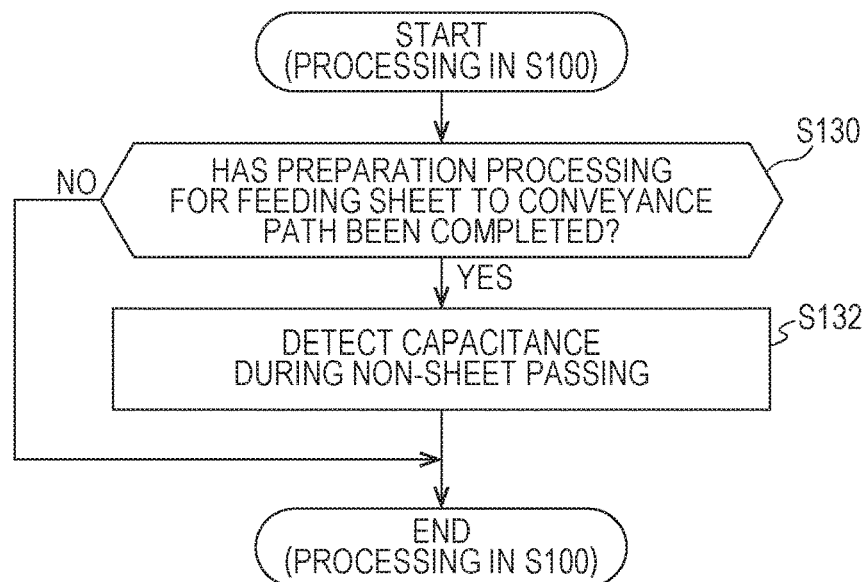 START
(PROCESSING IN S100)
S130
NO
HAS PREPARATION PROCESSING
FOR FEEDING SHEET TO CONVEYANCE
PATH BEEN COMPLETED?
YES
S132
DETECT CAPACITANCE
DURING NON-SHEET PASSING
END
(PROCESSING IN S100)